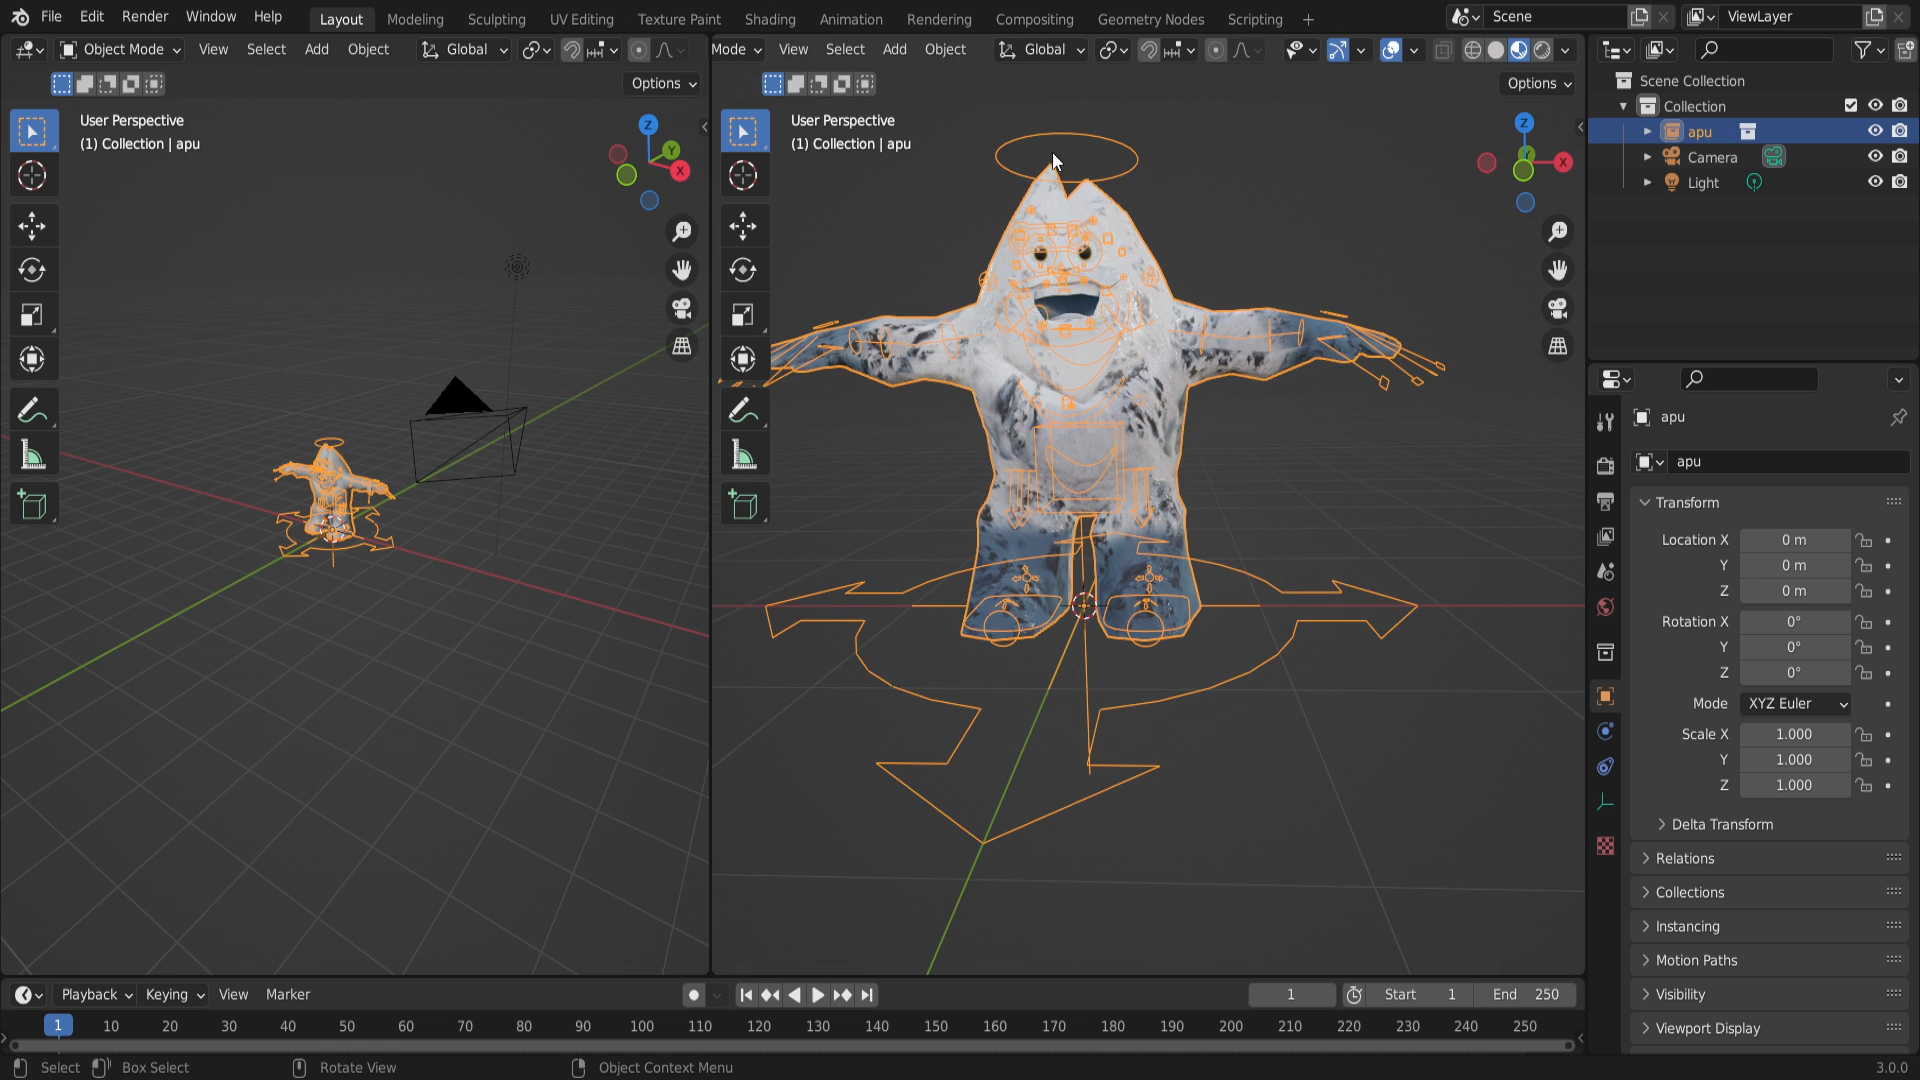 File Edit Render Window Help Layout Modeling Sculpting UV Editing Texture Paint Shading Animation Rendering Compositing Geometry Nodes Scripting + Scene ViewLayer
Object Mode View Select Add Object Global Mode View Select Add Object Global
Options Options
User Perspective
(1) Collection | apu
User Perspective
(1) Collection | apu
Z
Y
X
Z
Y
X
Scene Collection
Collection
apu
Camera
Light
apu
apu
Transform
Location X 0 m
Y 0 m
Z 0 m
Rotation X 0°
Y 0°
Z 0°
Mode XYZ Euler
Scale X 1.000
Y 1.000
Z 1.000
Delta Transform
Relations
Collections
Instancing
Motion Paths
Visibility
Viewport Display
Playback Keying View Marker 1 Start 1 End 250
1 10 20 30 40 50 60 70 80 90 100 110 120 130 140 150 160 170 180 190 200 210 220 230 240 250
Select Box Select Rotate View Object Context Menu 3.0.0